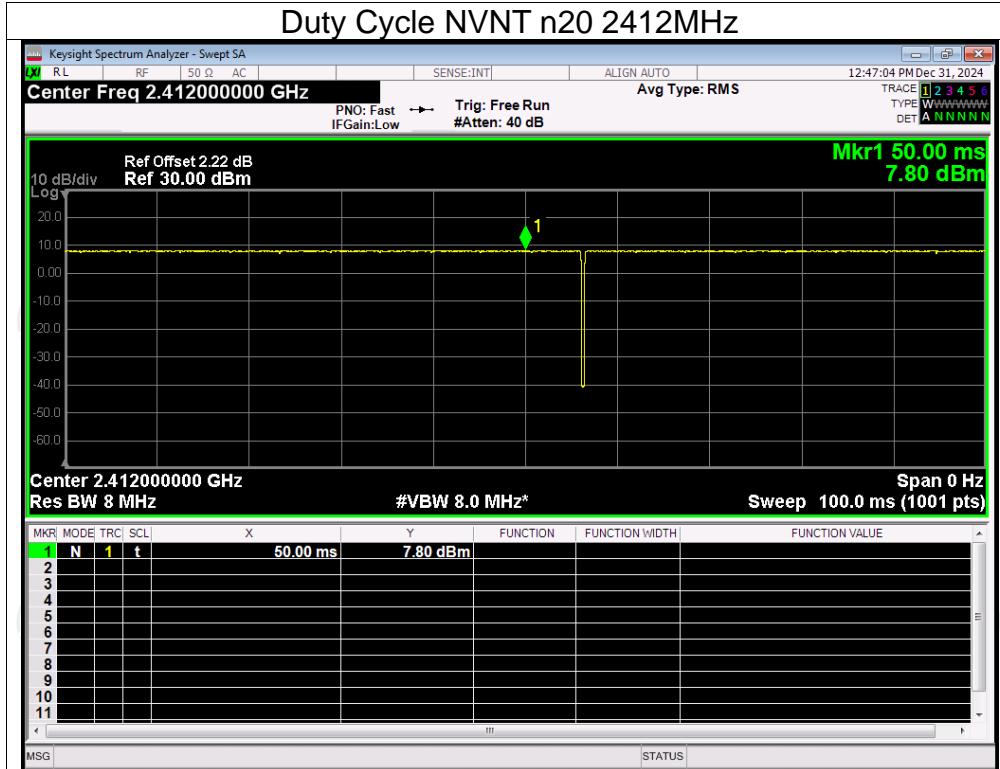 Duty Cycle NVNT n20 2412MHz
Keysight Spectrum Analyzer - Swept SA
LXI RL RF 50 Ω AC SENSE:INT ALIGN AUTO 12:47:04 PM Dec 31, 2024
Center Freq 2.412000000 GHz Avg Type: RMS TRACE 1 2 3 4 5 6
PNO: Fast Trig: Free Run TYPE WWWWWW
IFGain:Low #Atten: 40 dB DET A N N N N N
Mkr1 50.00 ms
Ref Offset 2.22 dB
10 dB/div Ref 30.00 dBm 7.80 dBm
Log
20.0
1
10.0
0.00
-10.0
-20.0
-30.0
-40.0
-50.0
-60.0
Center 2.412000000 GHz Span 0 Hz
Res BW 8 MHz #VBW 8.0 MHz* Sweep 100.0 ms (1001 pts)
MKR MODE TRC SCL X Y FUNCTION FUNCTION WIDTH FUNCTION VALUE
1 N 1 t 50.00 ms 7.80 dBm
2
3
4
5
6
7
8
9
10
11
MSG STATUS